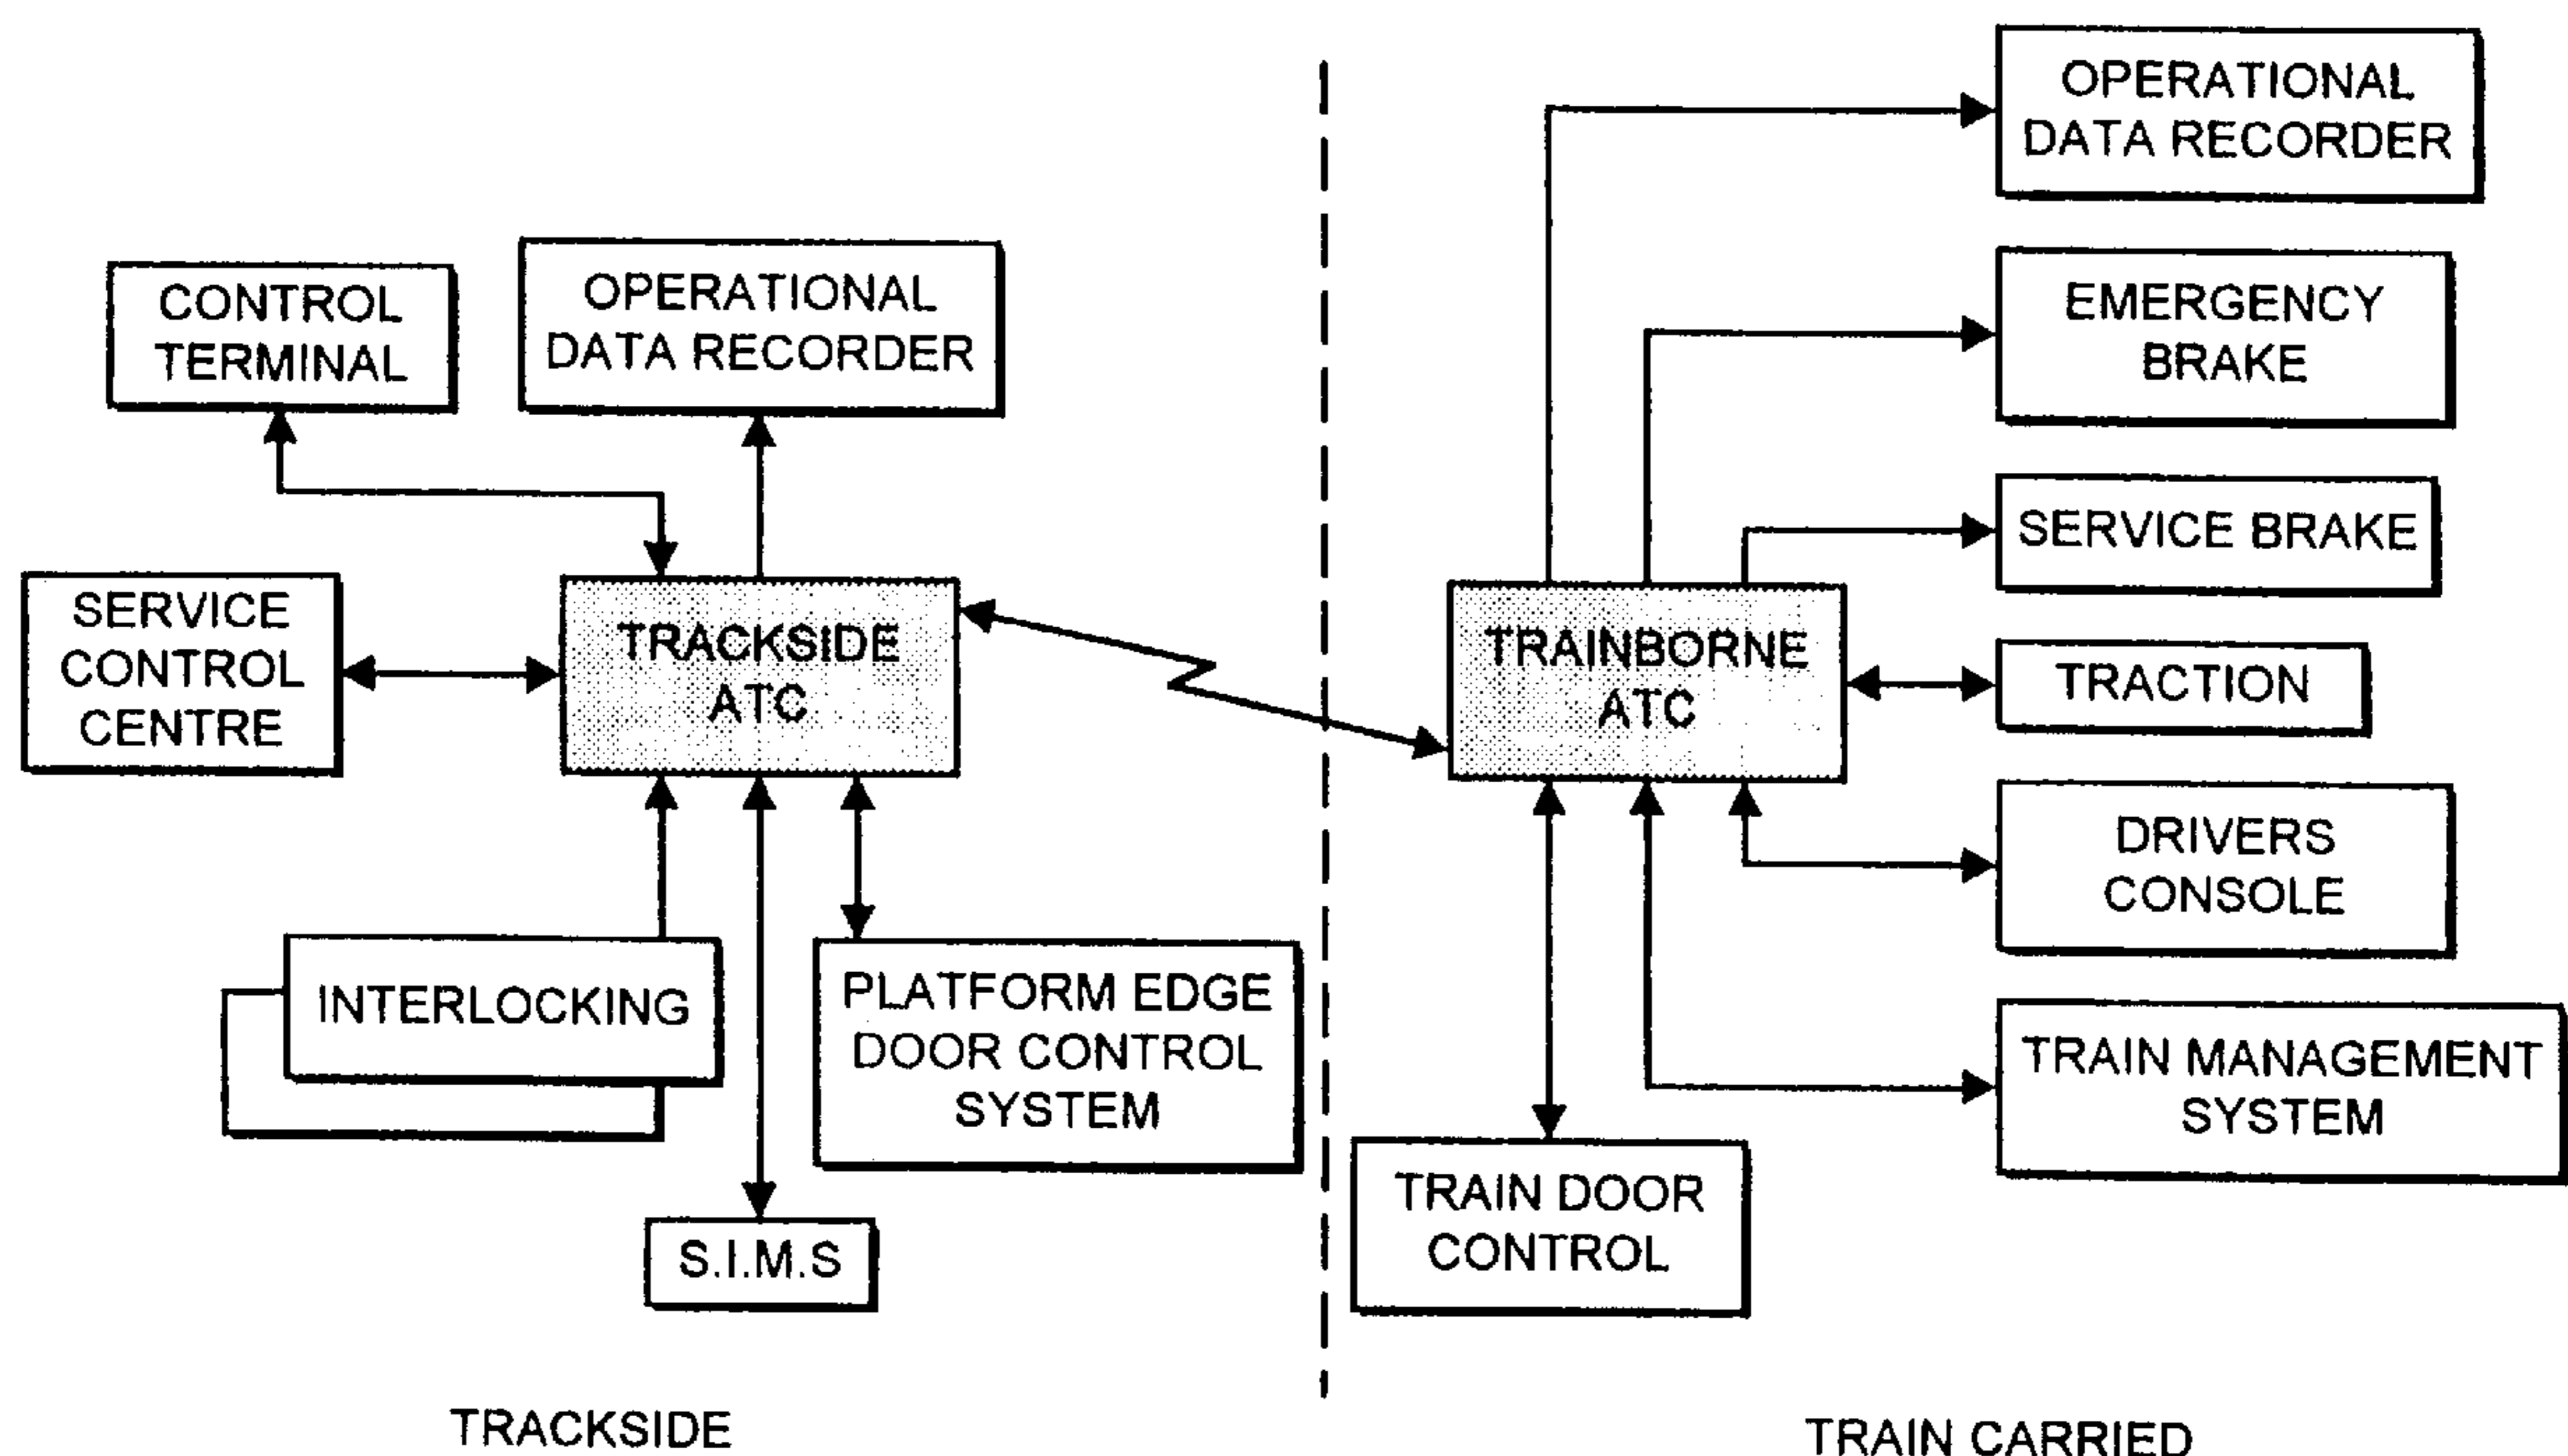 OPERATIONAL
DATA RECORDER
CONTROL
TERMINAL
OPERATIONAL
DATA RECORDER
EMERGENCY
BRAKE
SERVICE BRAKE
SERVICE
CONTROL
CENTRE
TRACKSIDE
ATC
TRAINBORNE
ATC
TRACTION
DRIVERS
CONSOLE
INTERLOCKING
PLATFORM EDGE
DOOR CONTROL
SYSTEM
TRAIN MANAGEMENT
SYSTEM
TRAIN DOOR
CONTROL
S.I.M.S
TRACKSIDE
TRAIN CARRIED